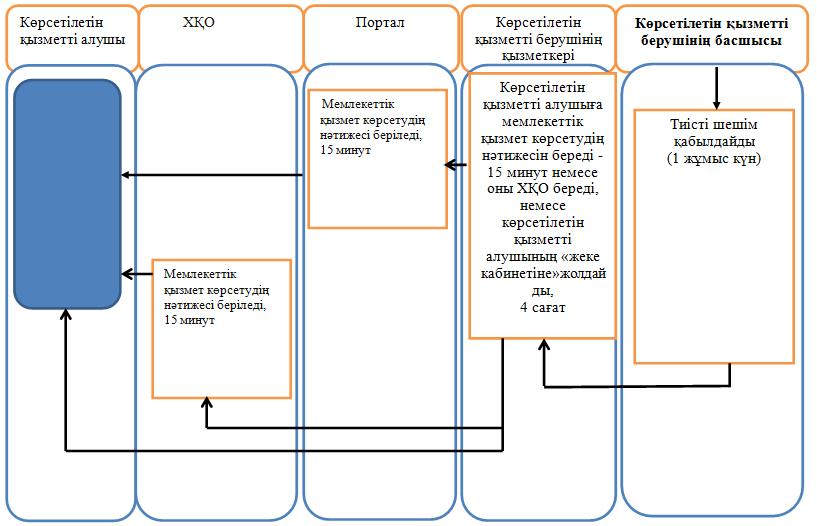 Көрсетілетін
қызметті алушы
ХҚО
Портал
Көрсетілетін
қызметті берушінің
қызметкері
Көрсетілетін қызметті
берушінің басшысы
Мемлекеттік
қызмет көрсетудің
нәтижесі беріледі,
15 минут
Мемлекеттік
қызмет көрсетудің
нәтижесі беріледі,
15 минут
Көрсетілетін
қызметті алушыға
мемлекеттік
қызмет көрсетудің
нәтижесін береді -
15 минут немесе
оны ХҚО береді,
немесе
көрсетілетін
қызметті
алушының «жеке
кабинетіне»жолдай
ды,
4 сағат
Тиісті шешім
қабылдайды
(1 жұмыс күн)